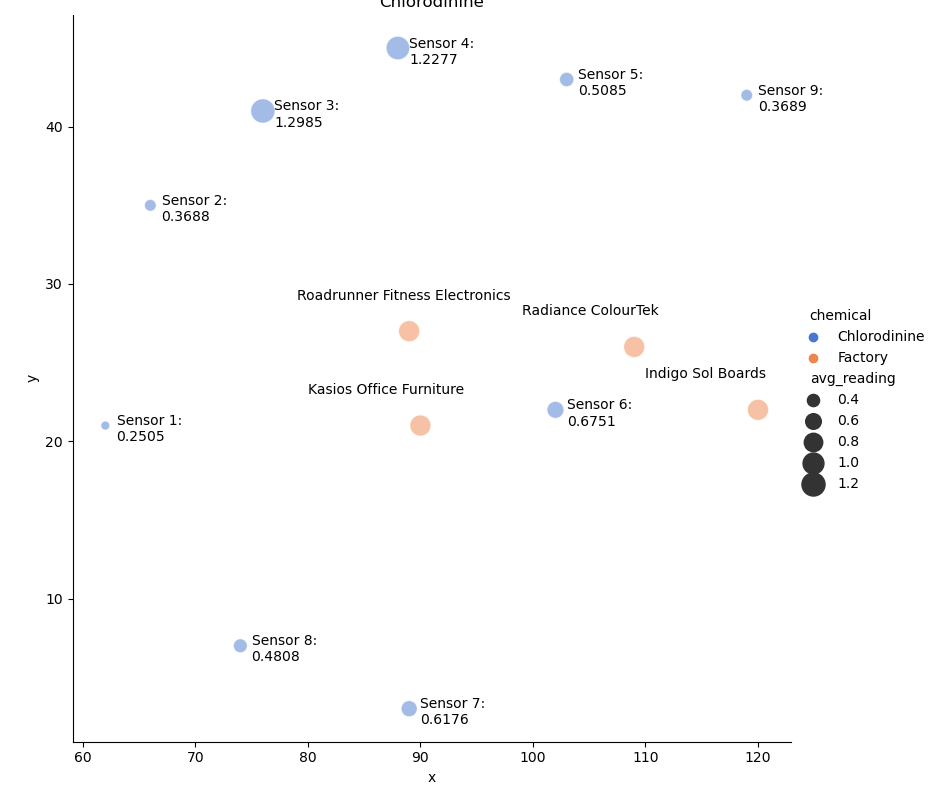 Chlorodinine
Sensor 4:
1.2277
Sensor 5:
0.5085
Sensor 9:
0.3689
Sensor 3:
1.2985
40
Sensor 2:
0.3688
30
Roadrunner Fitness Electronics
Radiance ColourTek
Indigo Sol Boards
Kasios Office Furniture
Sensor 6:
0.6751
Sensor 1:
0.2505
20
10
Sensor 8:
0.4808
Sensor 7:
0.6176
y
60 70 80 90 100 110 120
x
chemical
Chlorodinine
Factory
avg_reading
0.4
0.6
0.8
1.0
1.2